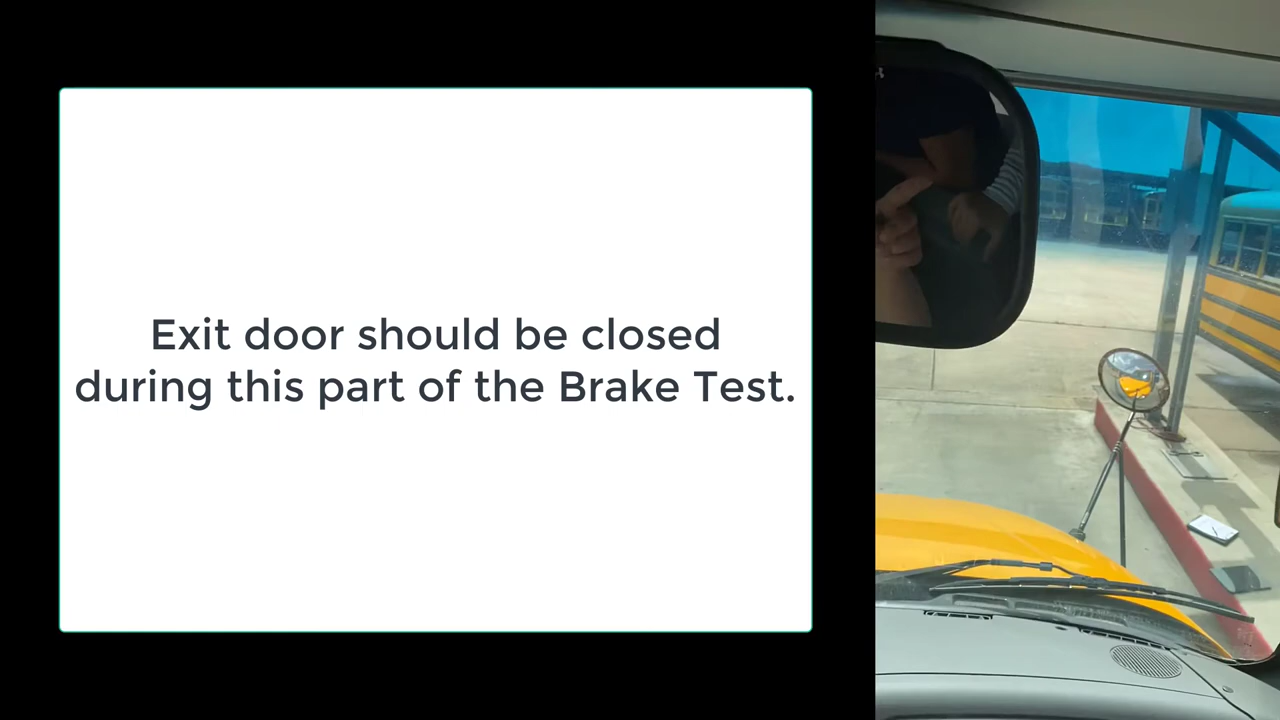 Exit door should be closed
during this part of the Brake Test.